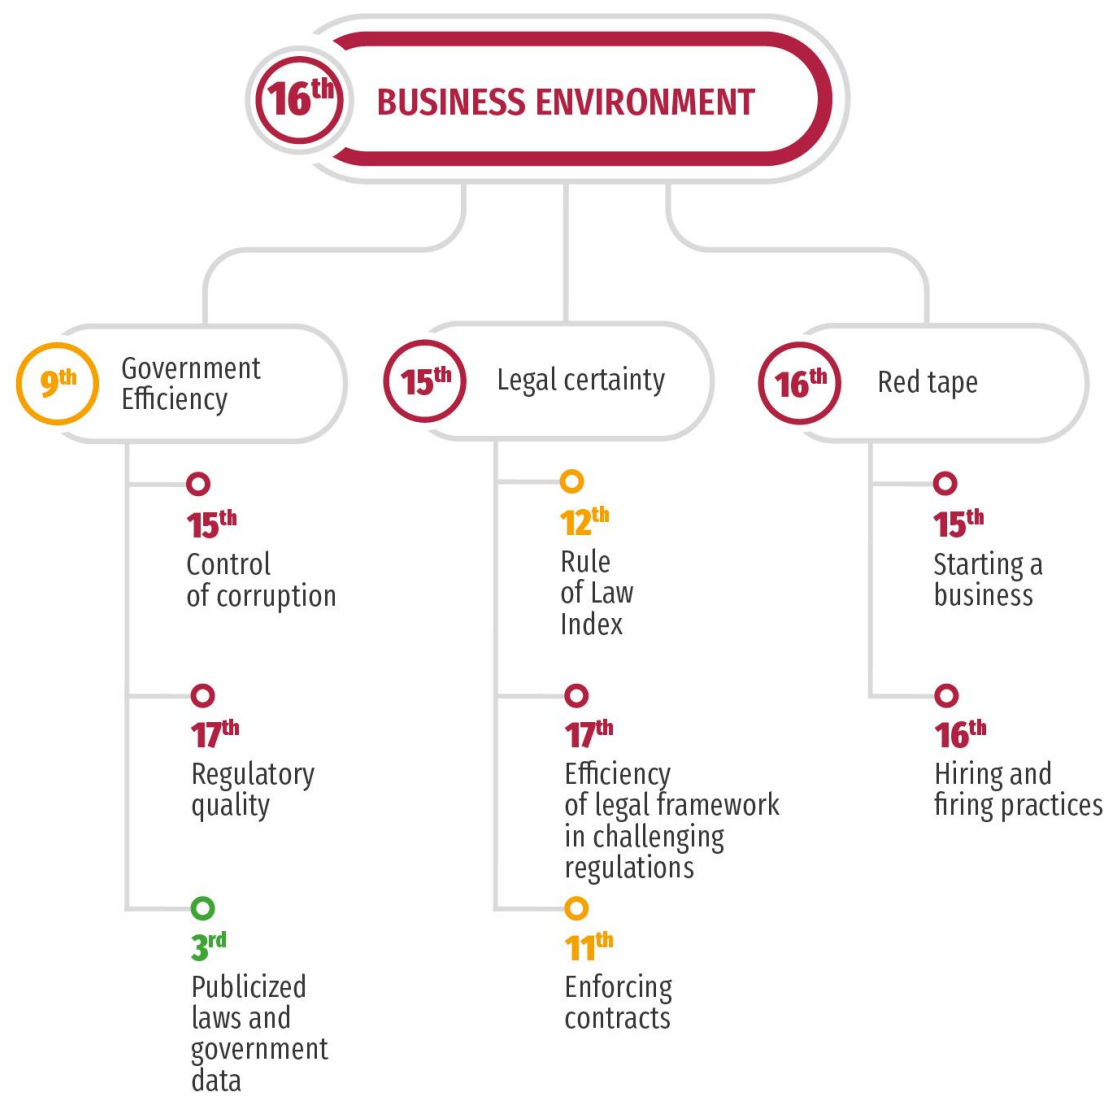 16th BUSINESS ENVIRONMENT
9th
Government
Efficiency
15th
Control
of corruption
17th
Regulatory
quality
3rd
Publicized
laws and
government
data
15th
Legal certainty
12th
Rule
of Law
Index
17th
Efficiency
of legal framework
in challenging
regulations
11th
Enforcing
contracts
16th
Red tape
15th
Starting a
business
16th
Hiring and
firing practices